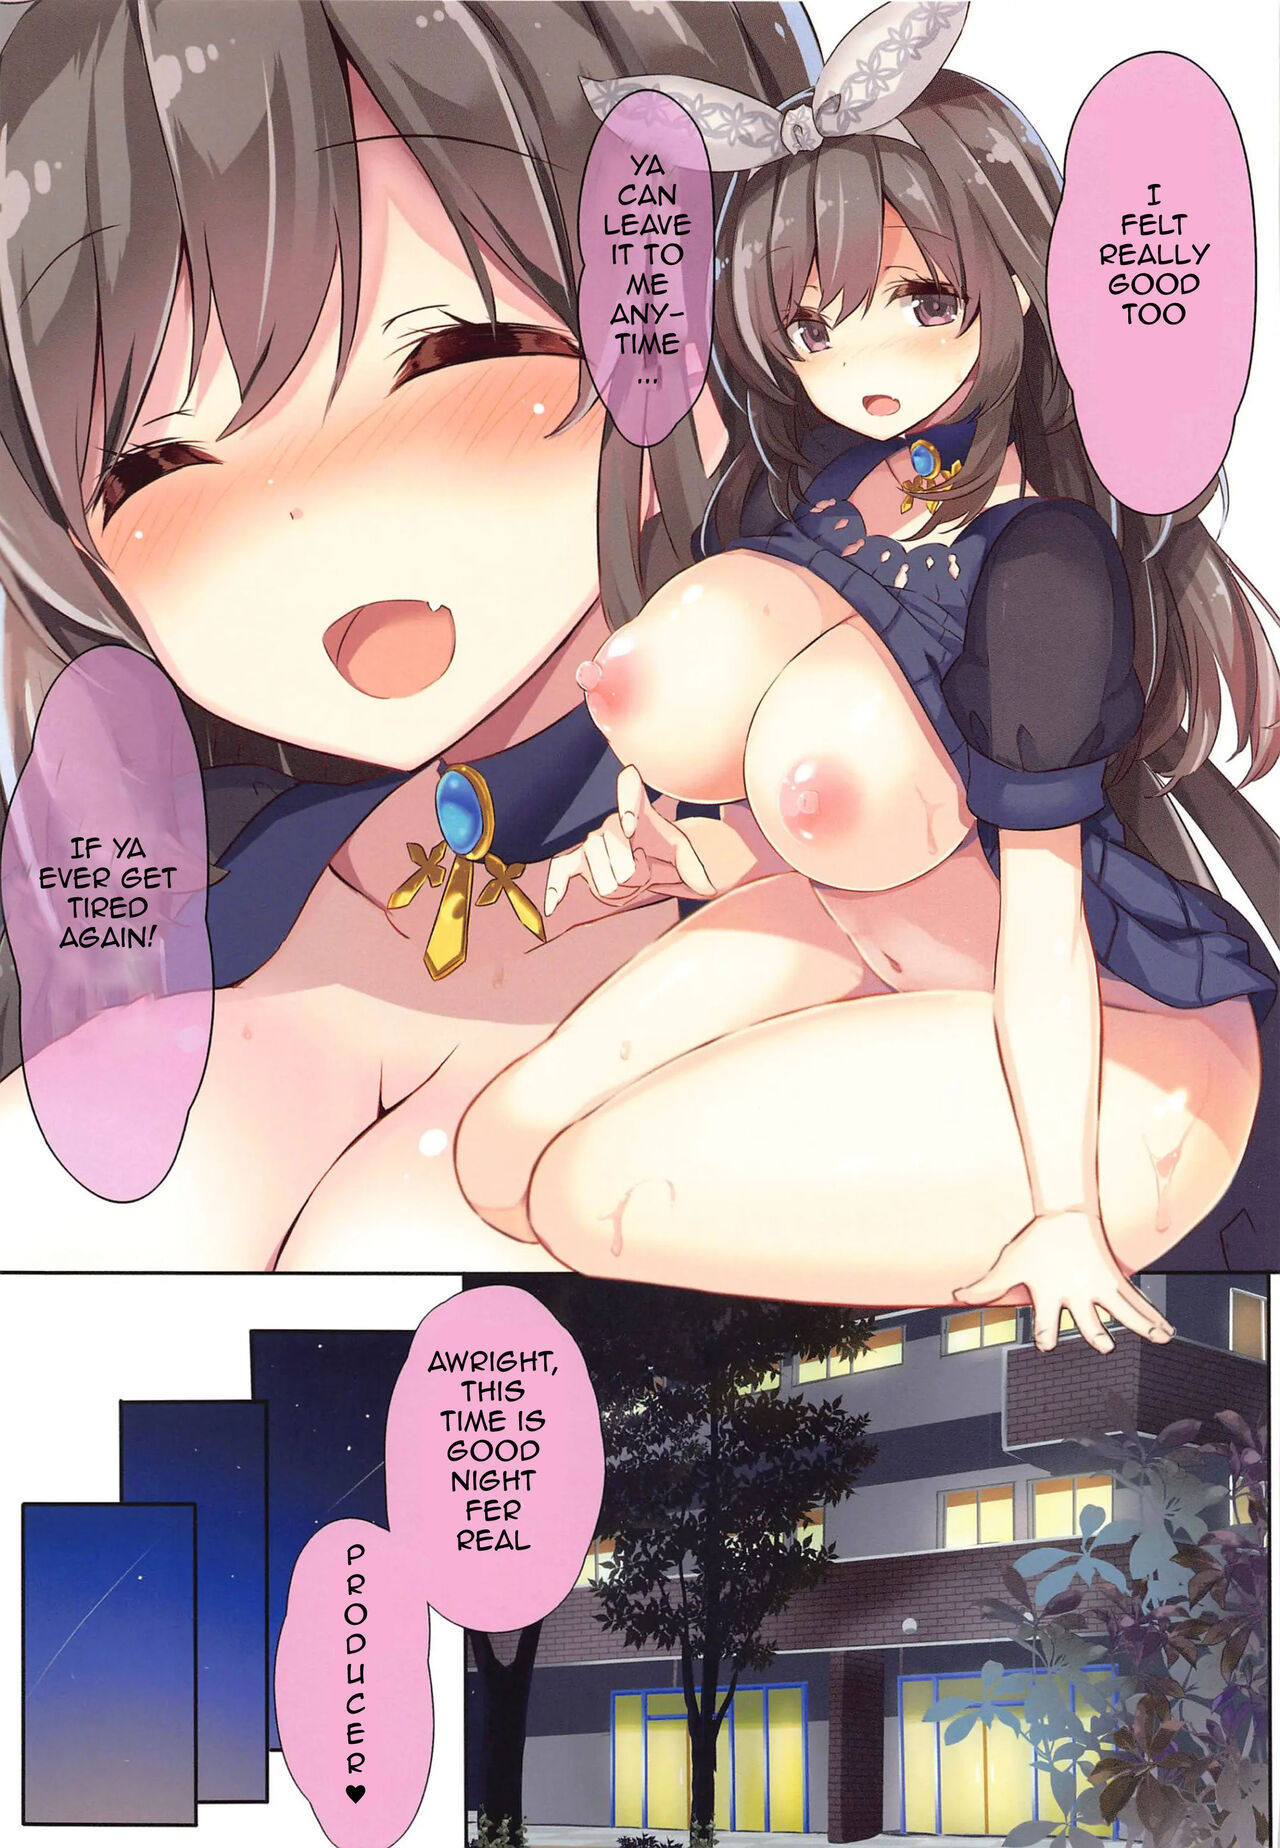 I
FELT
REALLY
GOOD
TOO
YA
CAN
LEAVE
IT TO
ME
ANY-
TIME
...
IF YA
EVER GET
TIRED
AGAIN!
AWRIGHT,
THIS
TIME IS
GOOD
NIGHT
FER
REAL
PRODUCER♥